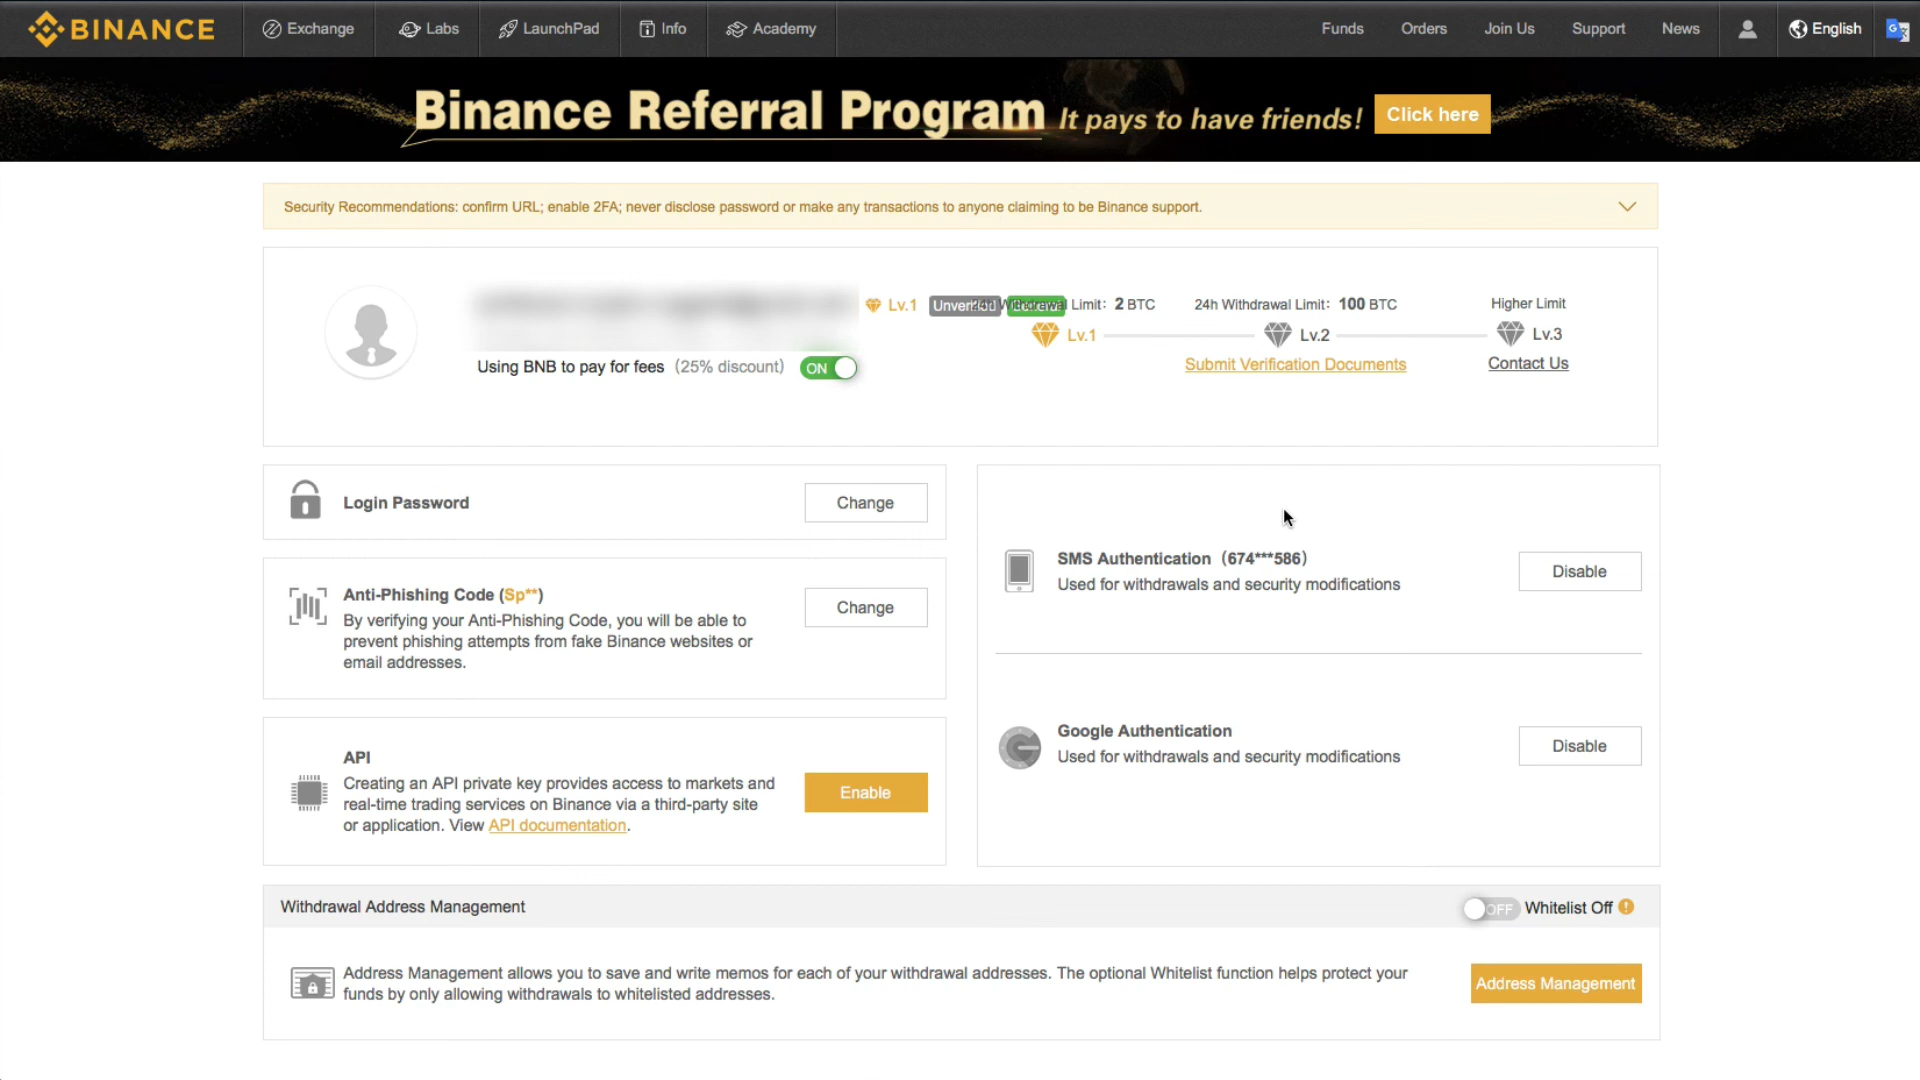 BINANCE Exchange Labs LaunchPad Info Academy Funds Orders Join Us Support News English
Binance Referral Program It pays to have friends! Click here
Security Recommendations: confirm URL; enable 2FA; never disclose password or make any transactions to anyone claiming to be Binance support.
Lv.1
24h Withdrawal Limit: 2 BTC
24h Withdrawal Limit: 100 BTC
Higher Limit
Lv.1
Lv.2
Lv.3
Using BNB to pay for fees (25% discount) ON
Submit Verification Documents
Contact Us
Login Password
Change
Anti-Phishing Code (Sp**)
By verifying your Anti-Phishing Code, you will be able to
prevent phishing attempts from fake Binance websites or
email addresses.
Change
API
Creating an API private key provides access to markets and
real-time trading services on Binance via a third-party site
or application. View API documentation.
Enable
SMS Authentication (674***586)
Used for withdrawals and security modifications
Disable
Google Authentication
Used for withdrawals and security modifications
Disable
Withdrawal Address Management
OFF Whitelist Off
Address Management allows you to save and write memos for each of your withdrawal addresses. The optional Whitelist function helps protect your
funds by only allowing withdrawals to whitelisted addresses.
Address Management